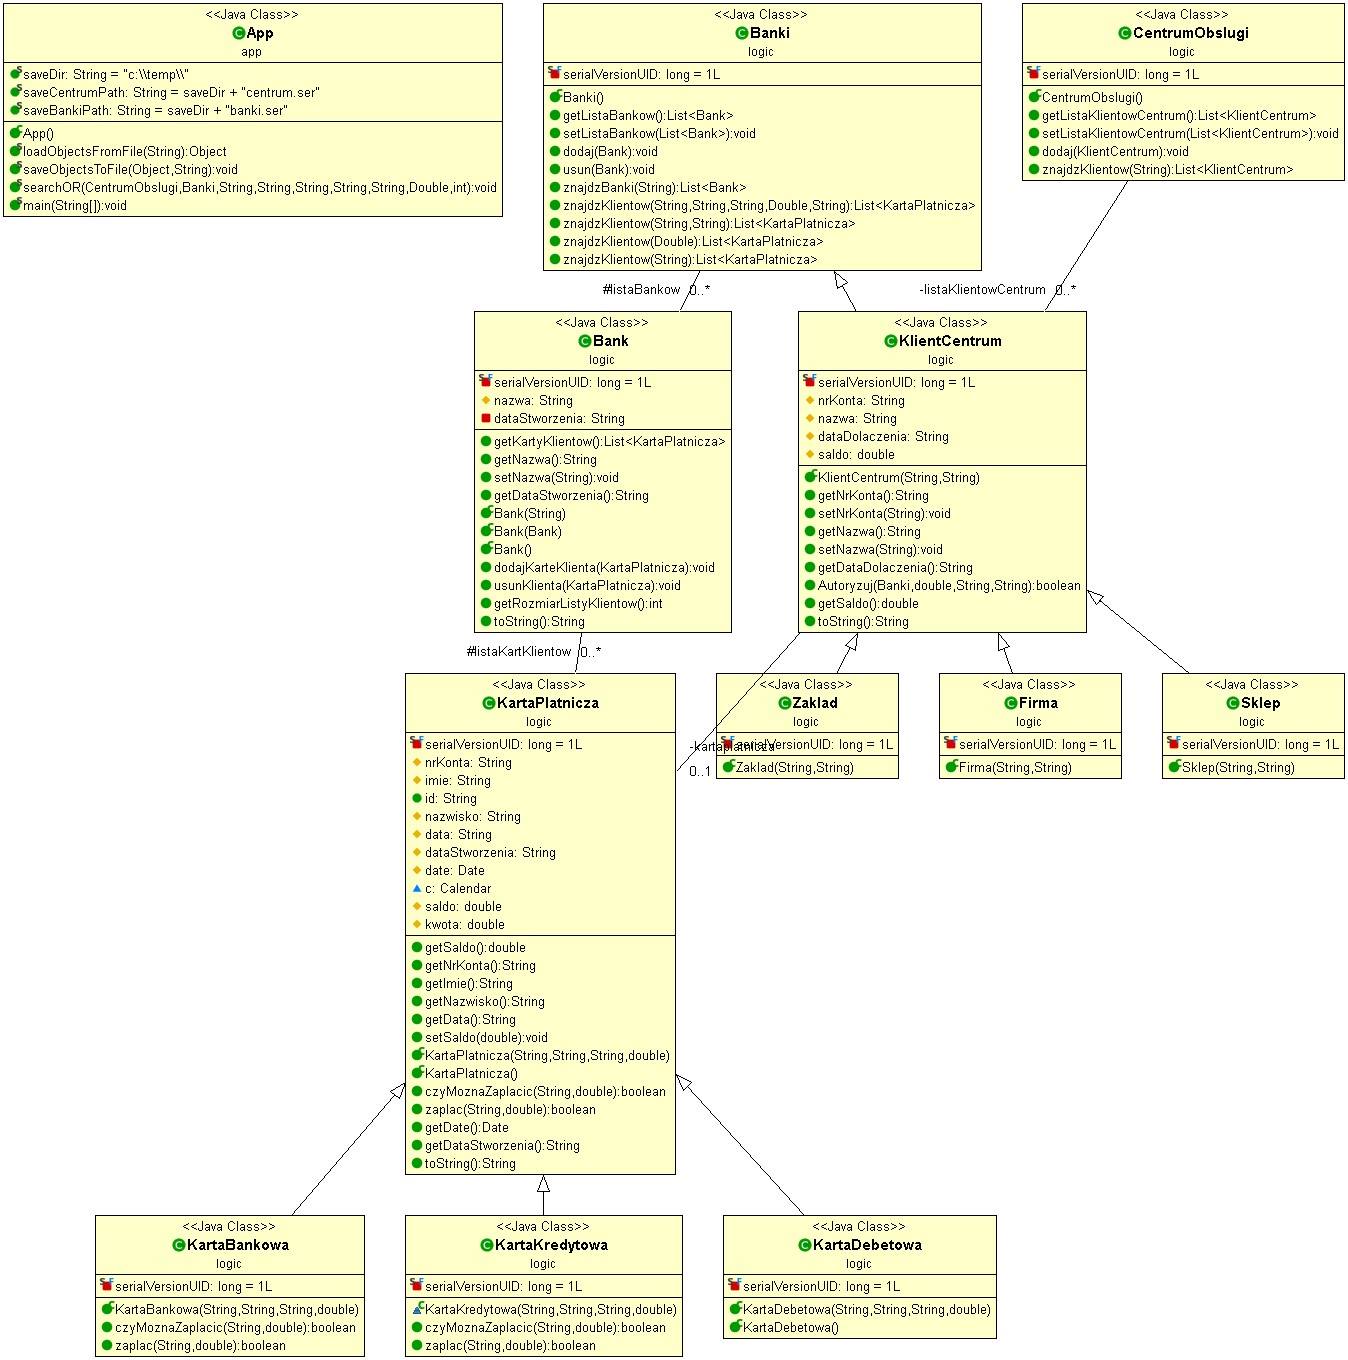 <<Java Class>>
App
app
saveDir: String = "c:\\temp\\"
saveCentrumPath: String = saveDir + "centrum.ser"
saveBankiPath: String = saveDir + "banki.ser"
App()
loadObjectsFromFile(String):Object
saveObjectsToFile(Object,String):void
searchOR(CentrumObslugi,Banki,String,String,String,String,String,Double,int):void
main(String[]):void
<<Java Class>>
Banki
logic
serialVersionUID: long = 1L
Banki()
getListaBankow():List<Bank>
setListaBankow(List<Bank>):void
dodaj(Bank):void
usun(Bank):void
znajdzBanki(String):List<Bank>
znajdzKlientow(String,String,String,Double,String):List<KartaPlatnicza>
znajdzKlientow(String,String):List<KartaPlatnicza>
znajdzKlientow(Double):List<KartaPlatnicza>
znajdzKlientow(String):List<KartaPlatnicza>
<<Java Class>>
CentrumObslugi
logic
serialVersionUID: long = 1L
CentrumObslugi()
getListaKlientowCentrum():List<KlientCentrum>
setListaKlientowCentrum(List<KlientCentrum>):void
dodaj(KlientCentrum):void
znajdzKlientow(String):List<KlientCentrum>
#listaBankow 0..*
-listaKlientowCentrum 0..*
<<Java Class>>
Bank
logic
serialVersionUID: long = 1L
nazwa: String
dataStworzenia: String
getKartyKlientow():List<KartaPlatnicza>
getNazwa():String
setNazwa(String):void
getDataStworzenia():String
Bank(String)
Bank(Bank)
Bank()
dodajKarteKlienta(KartaPlatnicza):void
usunKlienta(KartaPlatnicza):void
getRozmiarListyKlientow():int
toString():String
<<Java Class>>
KlientCentrum
logic
serialVersionUID: long = 1L
nrKonta: String
nazwa: String
dataDolaczenia: String
saldo: double
KlientCentrum(String,String)
getNrKonta():String
setNrKonta(String):void
getNazwa():String
setNazwa(String):void
getDataDolaczenia():String
Autoryzuj(Banki,double,String,String):boolean
getSaldo():double
toString():String
#listaKartKlientow 0..*
<<Java Class>>
KartaPlatnicza
logic
serialVersionUID: long = 1L
nrKonta: String
imie: String
id: String
nazwisko: String
data: String
dataStworzenia: String
date: Date
c: Calendar
saldo: double
kwota: double
getSaldo():double
getNrKonta():String
getImie():String
getNazwisko():String
getData():String
setSaldo(double):void
KartaPlatnicza(String,String,String,double)
KartaPlatnicza()
czyMoznaZaplacic(String,double):boolean
zaplac(String,double):boolean
getDate():Date
getDataStworzenia():String
toString():String
-kartaplatnicza
0..1
<<Java Class>>
Zaklad
logic
serialVersionUID: long = 1L
Zaklad(String,String)
<<Java Class>>
Firma
logic
serialVersionUID: long = 1L
Firma(String,String)
<<Java Class>>
Sklep
logic
serialVersionUID: long = 1L
Sklep(String,String)
<<Java Class>>
KartaBankowa
logic
serialVersionUID: long = 1L
KartaBankowa(String,String,String,double)
czyMoznaZaplacic(String,double):boolean
zaplac(String,double):boolean
<<Java Class>>
KartaKredytowa
logic
serialVersionUID: long = 1L
KartaKredytowa(String,String,String,double)
czyMoznaZaplacic(String,double):boolean
zaplac(String,double):boolean
<<Java Class>>
KartaDebetowa
logic
serialVersionUID: long = 1L
KartaDebetowa(String,String,String,double)
KartaDebetowa()